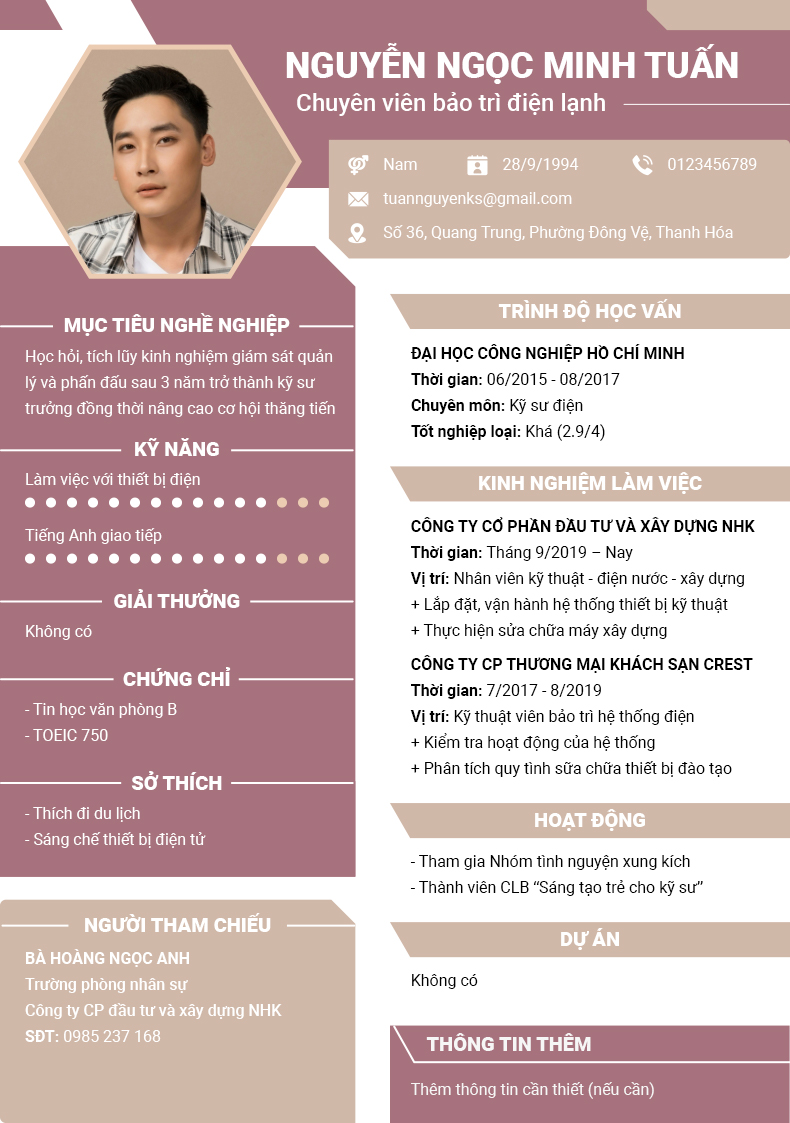 NGUYỄN NGỌC MINH TUẤN
Chuyên viên bảo trì điện lạnh
Nam 28/9/1994 0123456789
tuannguyenks@gmail.com
Số 36, Quang Trung, Phường Đông Vệ, Thanh Hóa
MỤC TIÊU NGHỀ NGHIỆP
Học hỏi, tích lũy kinh nghiệm giám sát quản
lý và phấn đấu sau 3 năm trở thành kỹ sư
trưởng đồng thời nâng cao cơ hội thăng tiến
KỸ NĂNG
Làm việc với thiết bị điện
Tiếng Anh giao tiếp
GIẢI THƯỞNG
Không có
CHỨNG CHỈ
- Tin học văn phòng B
- TOEIC 750
SỞ THÍCH
- Thích đi du lịch
- Sáng chế thiết bị điện tử
NGƯỜI THAM CHIẾU
BÀ HOÀNG NGỌC ANH
Trưởng phòng nhân sự
Công ty CP đầu tư và xây dựng NHK
SĐT: 0985 237 168
TRÌNH ĐỘ HỌC VẤN
ĐẠI HỌC CÔNG NGHIỆP HỒ CHÍ MINH
Thời gian: 06/2015 - 08/2017
Chuyên môn: Kỹ sư điện
Tốt nghiệp loại: Khá (2.9/4)
KINH NGHIỆM LÀM VIỆC
CÔNG TY CỔ PHẦN ĐẦU TƯ VÀ XÂY DỰNG NHK
Thời gian: Tháng 9/2019 – Nay
Vị trí: Nhân viên kỹ thuật - điện nước - xây dựng
+ Lắp đặt, vận hành hệ thống thiết bị kỹ thuật
+ Thực hiện sửa chữa máy xây dựng
CÔNG TY CP THƯƠNG MẠI KHÁCH SẠN CREST
Thời gian: 7/2017 - 8/2019
Vị trí: Kỹ thuật viên bảo trì hệ thống điện
+ Kiểm tra hoạt động của hệ thống
+ Phân tích quy tình sữa chữa thiết bị đào tạo
HOẠT ĐỘNG
- Tham gia Nhóm tình nguyện xung kích
- Thành viên CLB “Sáng tạo trẻ cho kỹ sư”
DỰ ÁN
Không có
THÔNG TIN THÊM
Thêm thông tin cần thiết (nếu cần)